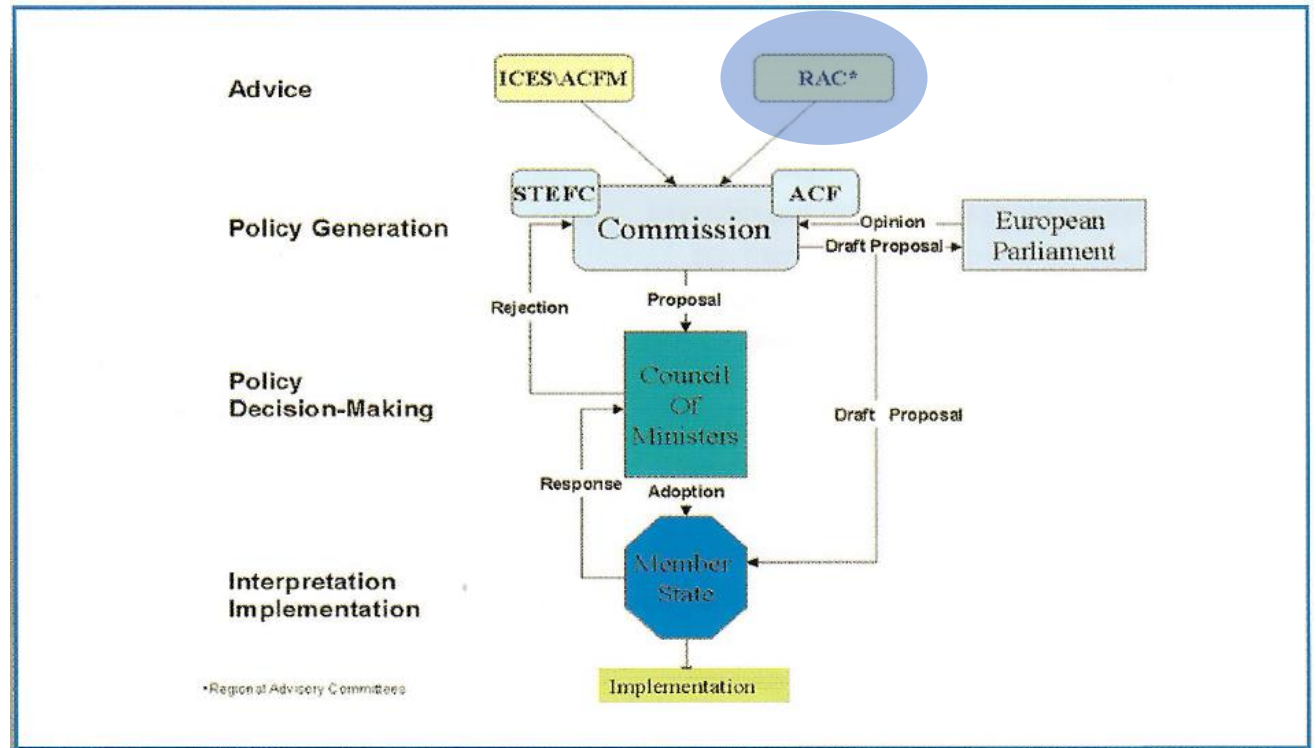 Advice
ICES\ACFM
RAC*
STEFC
ACF
Policy Generation
Commission
Opinion
Draft Proposal
European
Parliament
Rejection
Proposal
Policy
Decision-Making
Council
Of
Ministers
Draft Proposal
Response
Adoption
Interpretation
Implementation
Member
State
•Regional Advisory Committees
Implementation